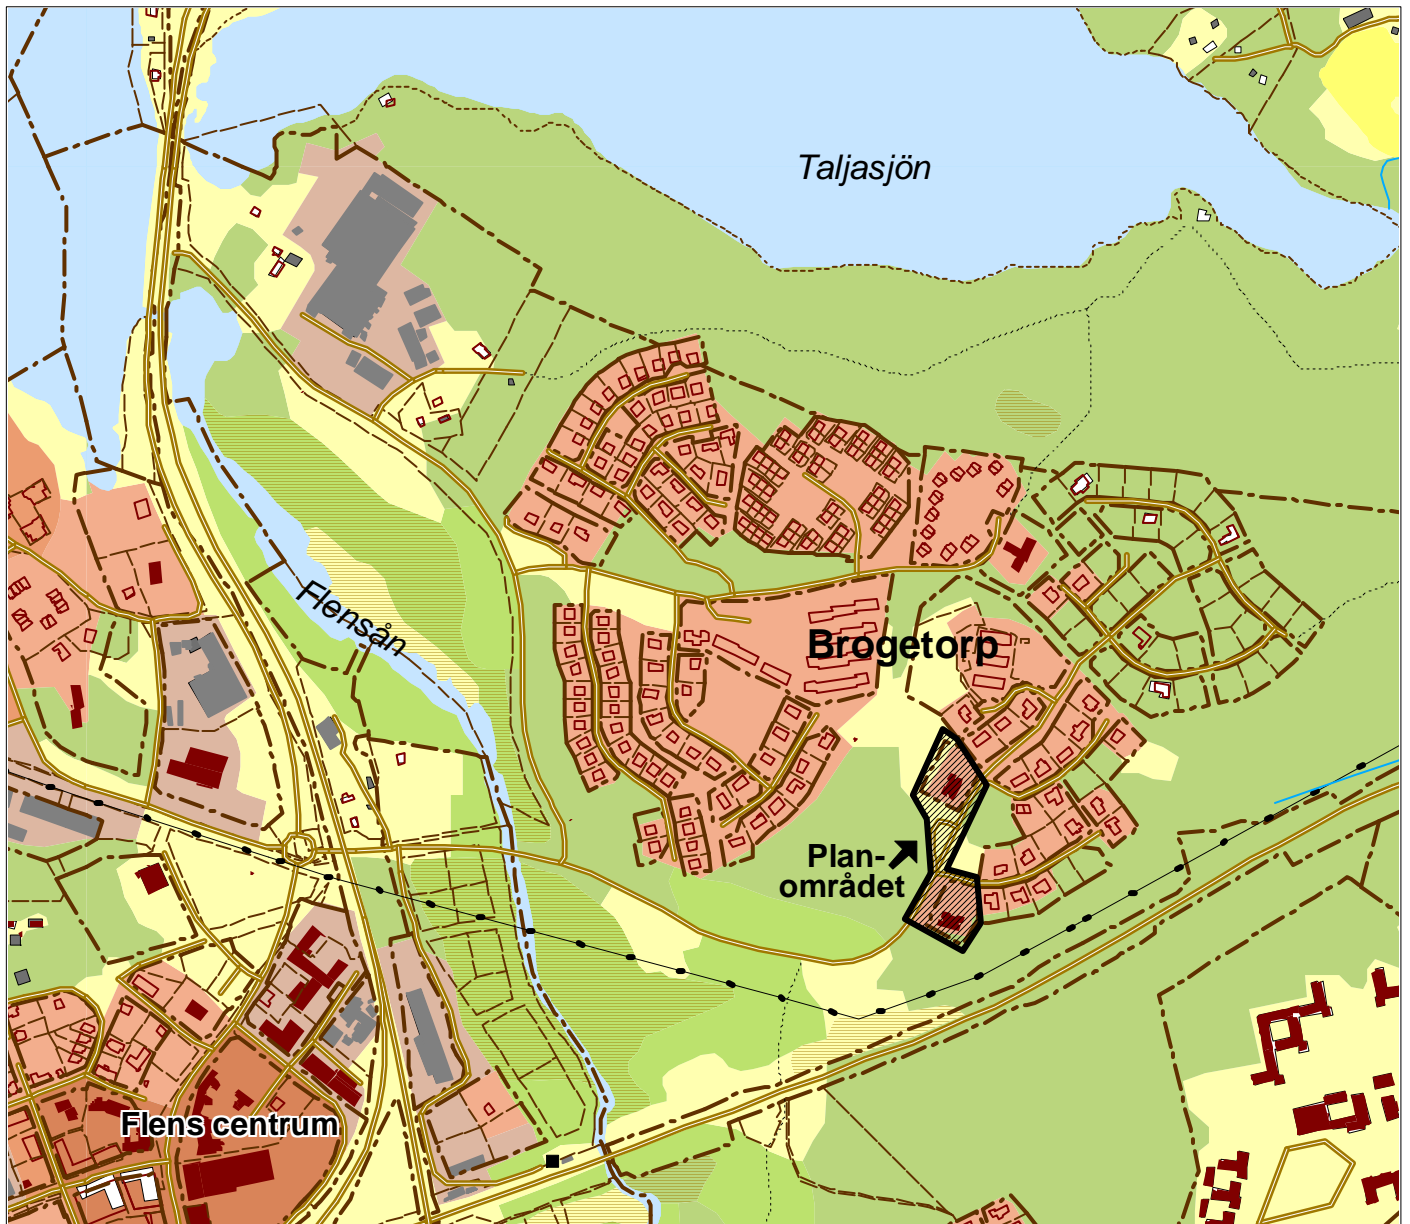 Taljasjön
Flensån
Brogetorp
Plan-
området
Flens centrum